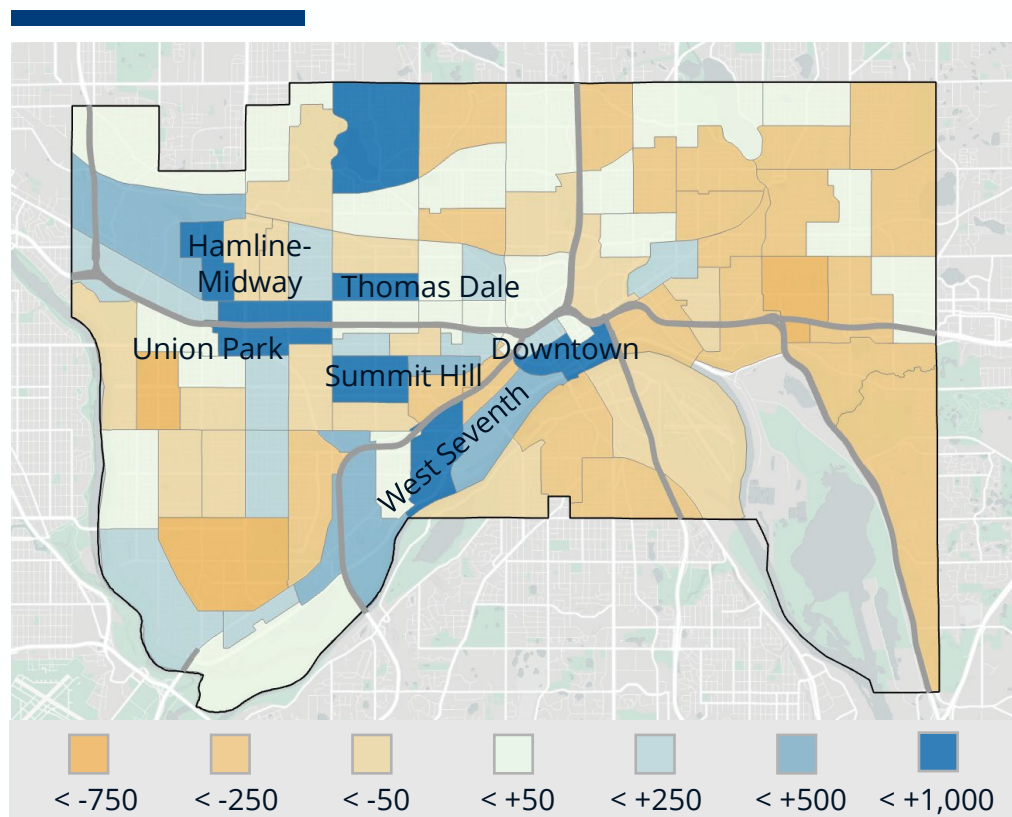 Hamline-
Midway
Thomas Dale
Union Park
Downtown
Summit Hill
West Seventh
< -750
< -250
< -50
< +50
< +250
< +500
< +1,000